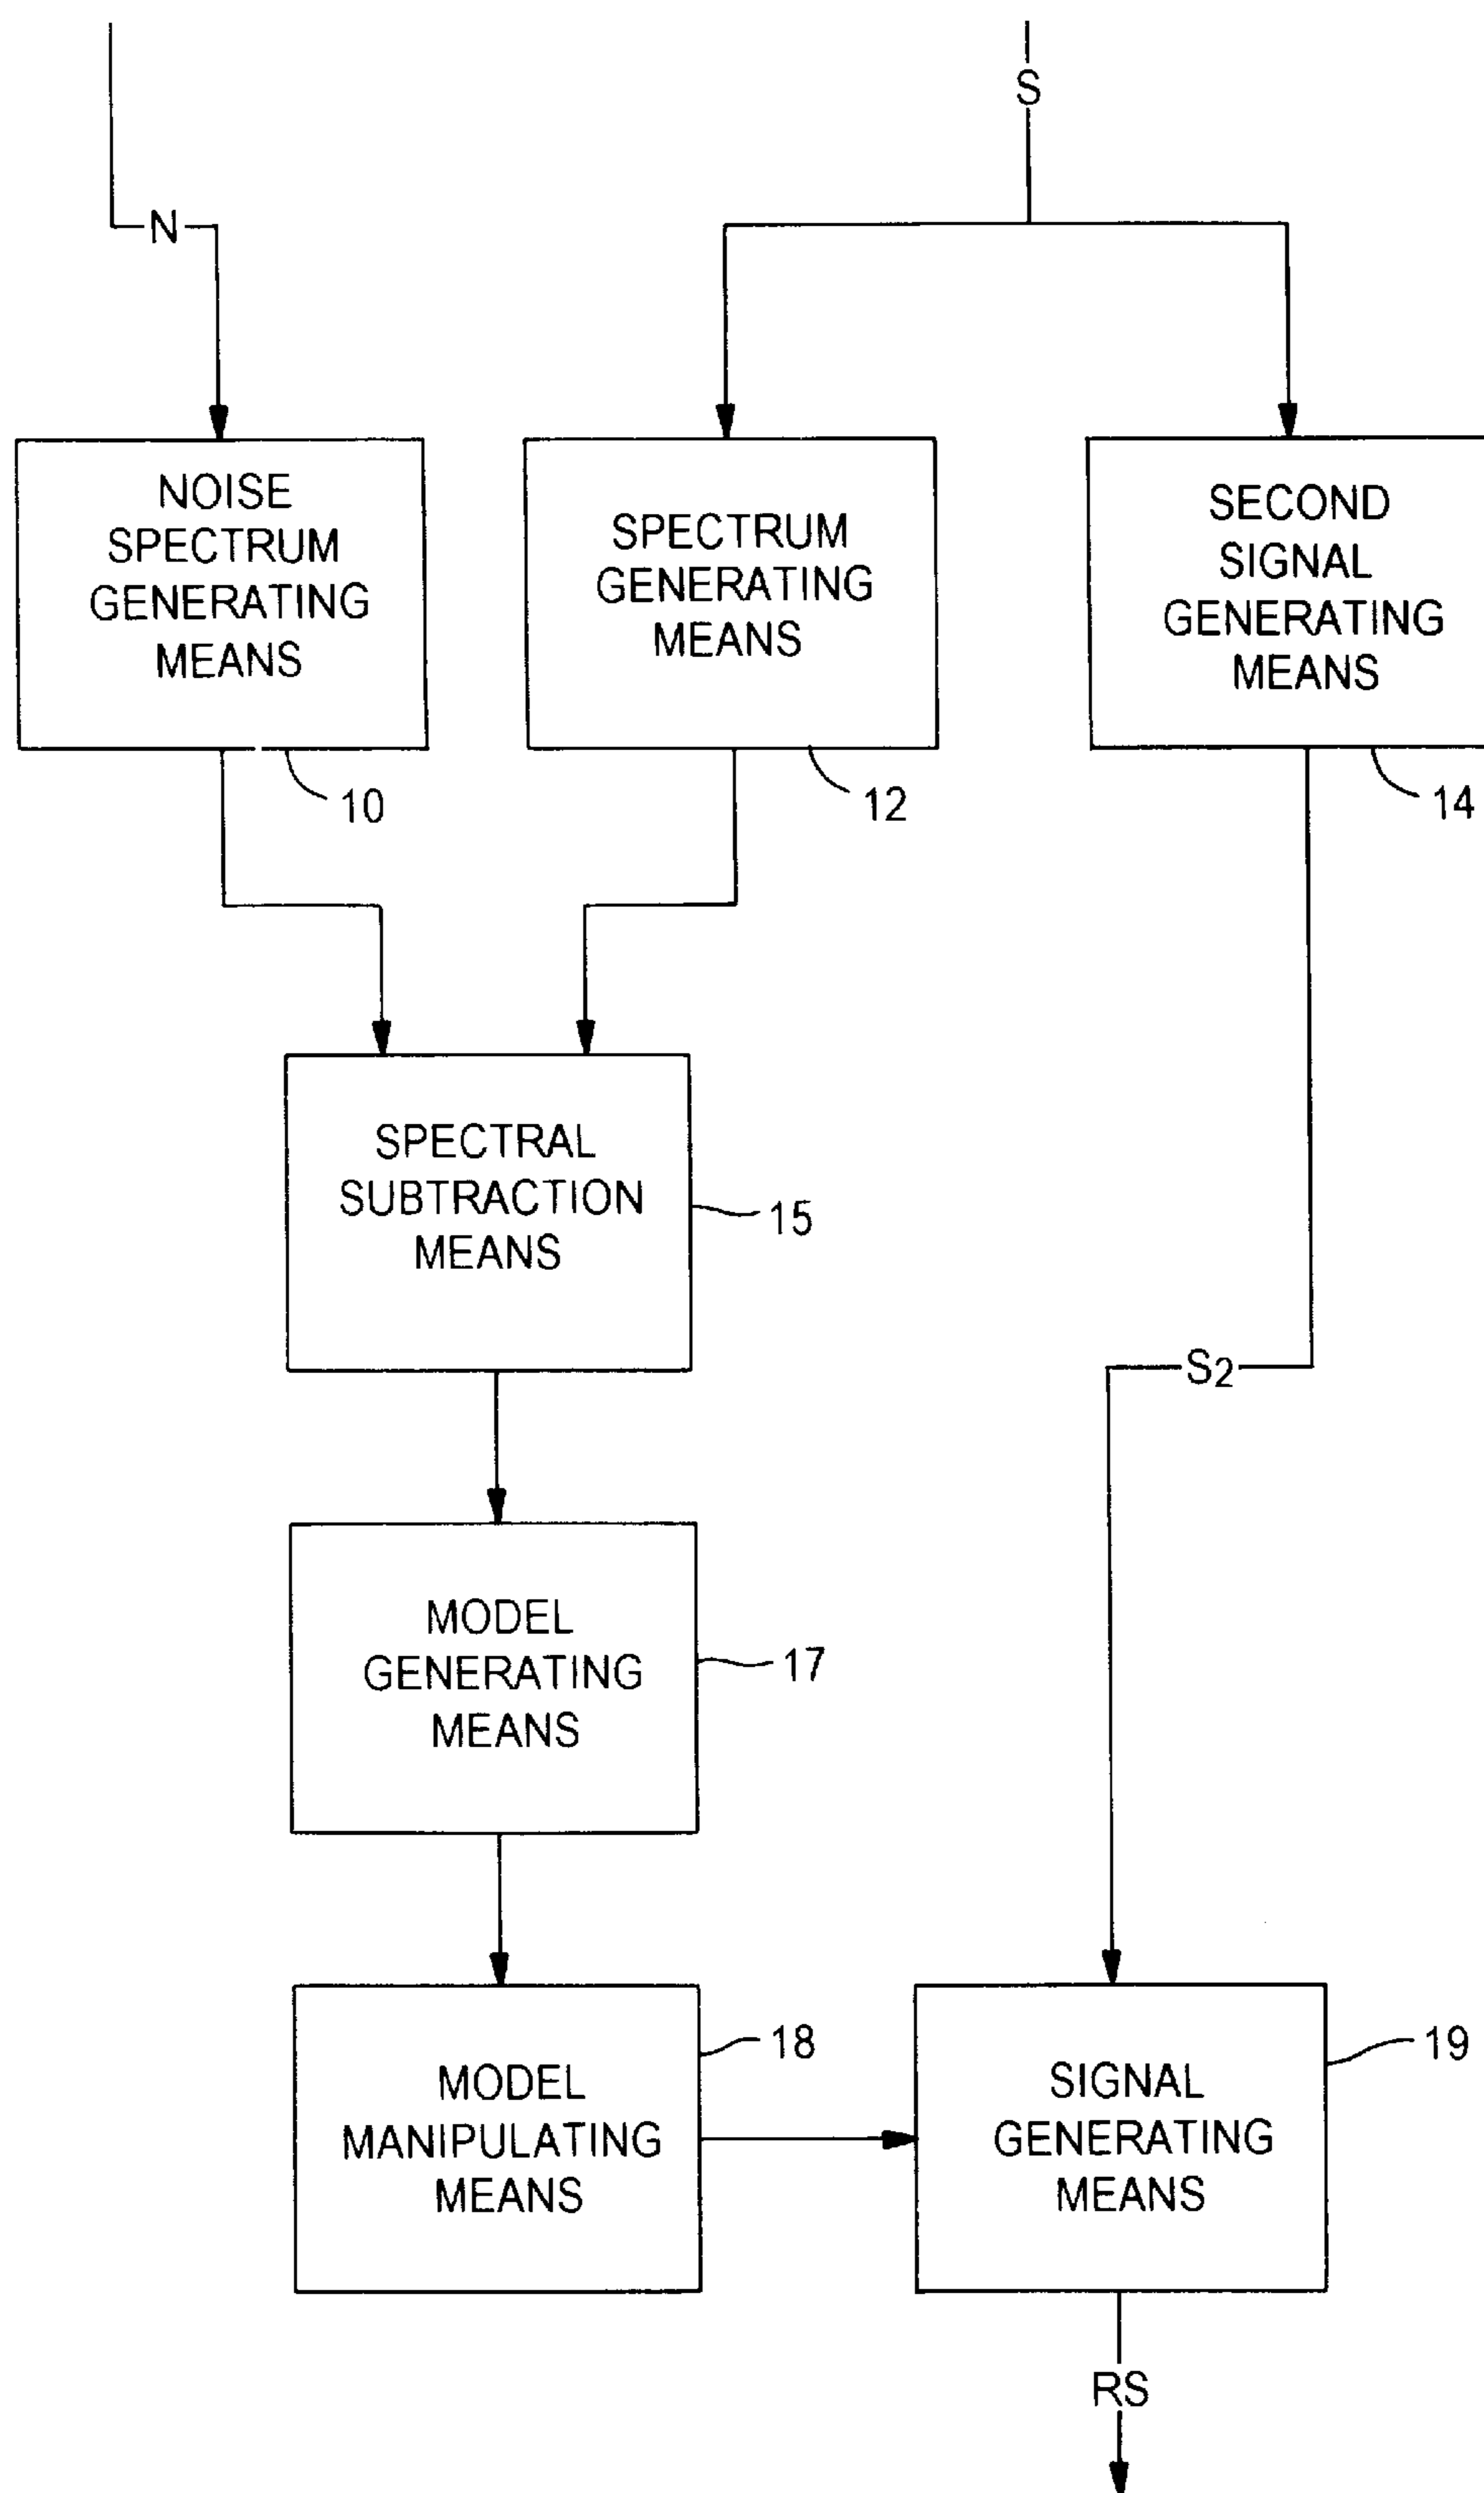 S
N
NOISE
SPECTRUM
GENERATING
MEANS
10
SPECTRUM
GENERATING
MEANS
12
SECOND
SIGNAL
GENERATING
MEANS
14
SPECTRAL
SUBTRACTION
MEANS
15
S2
MODEL
GENERATING
MEANS
17
MODEL
MANIPULATING
MEANS
18
SIGNAL
GENERATING
MEANS
19
RS